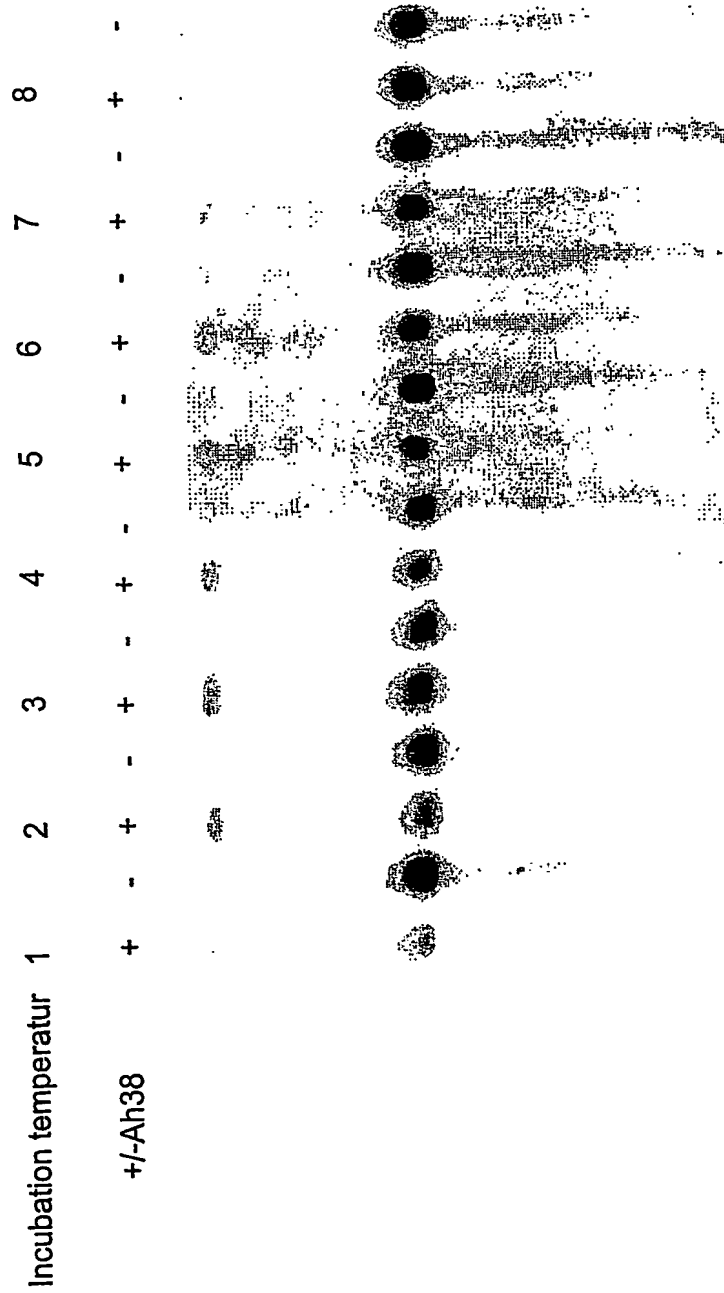 Incubation temperatur 1 2 3 4 5 6 7 8
+/-Ah38 + - + - + - + - + - + - + - + -